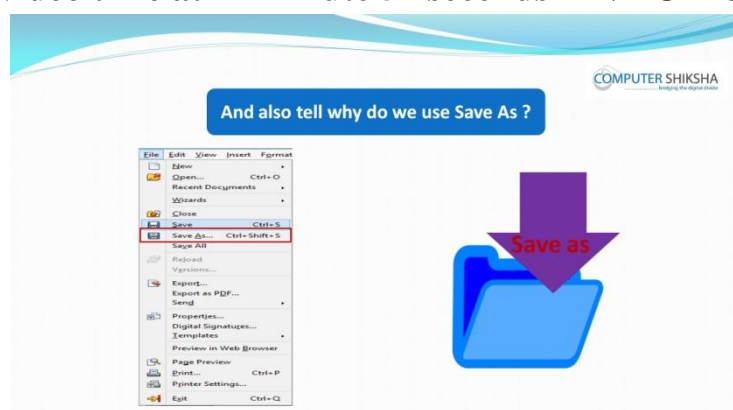 COMPUTER SHIKSHA
bridging the digital divide
And also tell why do we use Save As ?
File Edit View Insert Format
New
Open... Ctrl+O
Recent Documents
Wizards
Close
Save Ctrl+S
Save As... Ctrl+Shift+S
Save All
Reload
Versions...
Export...
Export as PDF...
Send
Properties...
Digital Signatures...
Templates
Preview in Web Browser
Page Preview
Print... Ctrl+P
Printer Settings...
Exit Ctrl+Q
Save as